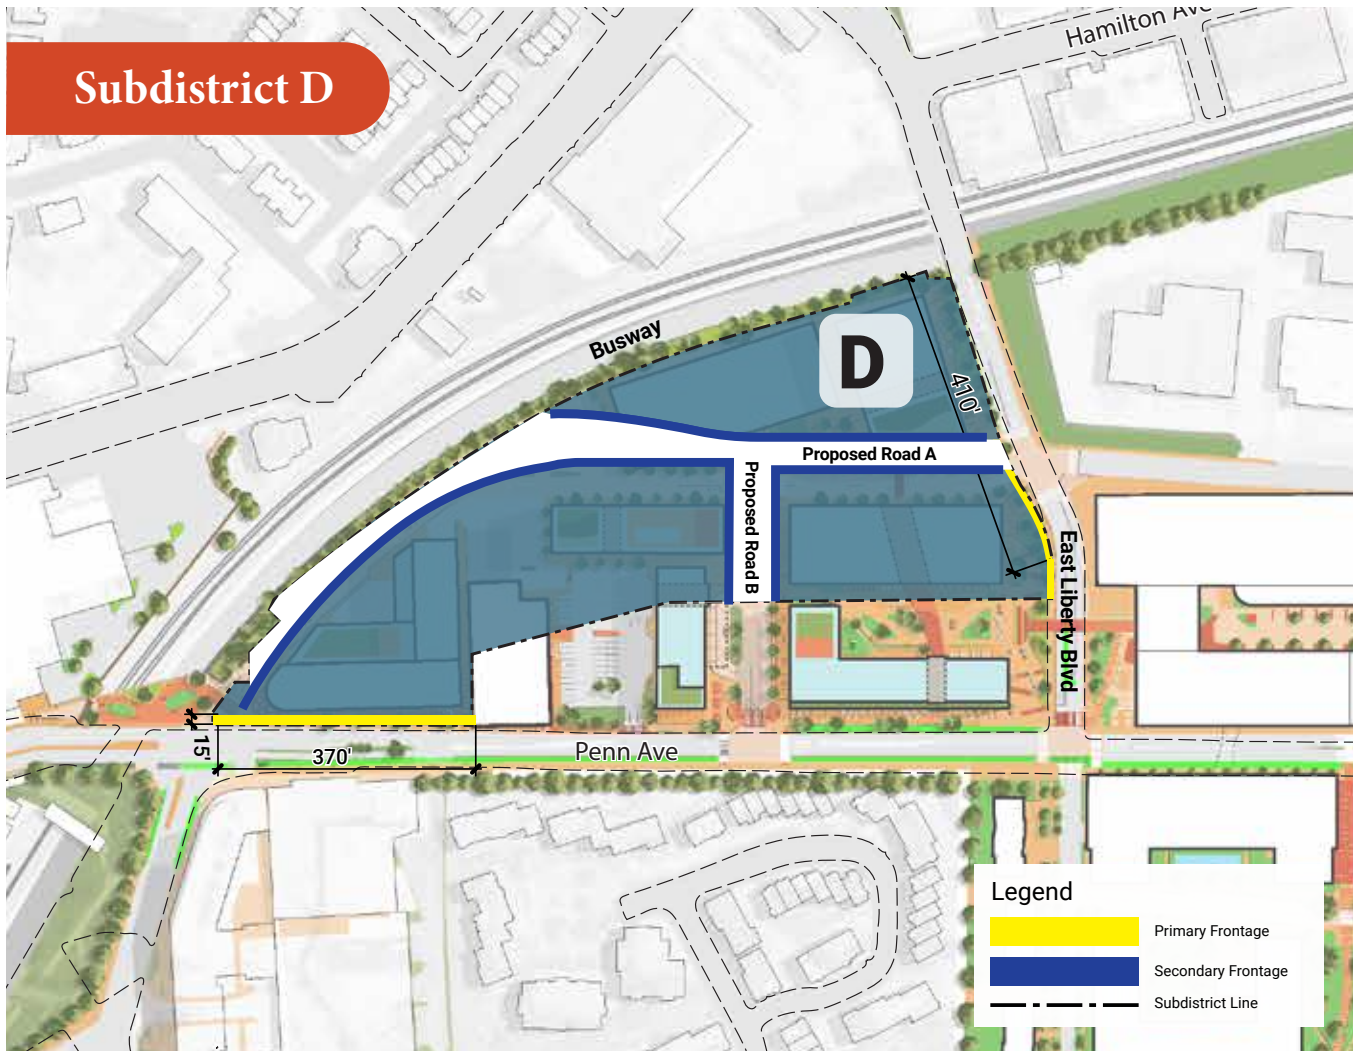 Subdistrict D
Hamilton Ave
Busway
D
410'
Proposed Road A
Proposed Road B
East Liberty Blvd
15'
370'
Penn Ave
Legend
Primary Frontage
Secondary Frontage
Subdistrict Line